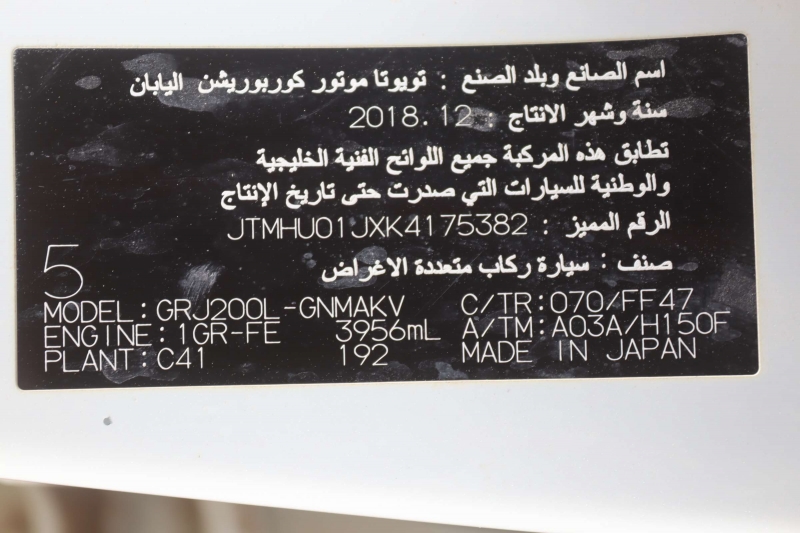 اسم الصانع وبلد الصنع : تويوتا موتور كوربوريشن اليابان
سنة وشهر الانتاج : 2018.12
تطابق هذه المركبة جميع اللوائح الفنية الخليجية
والوطنية للسيارات التي صدرت حتى تاريخ الإنتاج
الرقم المميز : JTMHU01JXK4175382
صنف : سيارة ركاب متعددة الاغراض
5
MODEL:GRJ200L-GNMAKV C/TR:070/FF47
ENGINE:1GR-FE 3956mL A/TM:A03A/H150F
PLANT:C41 192 MADE IN JAPAN